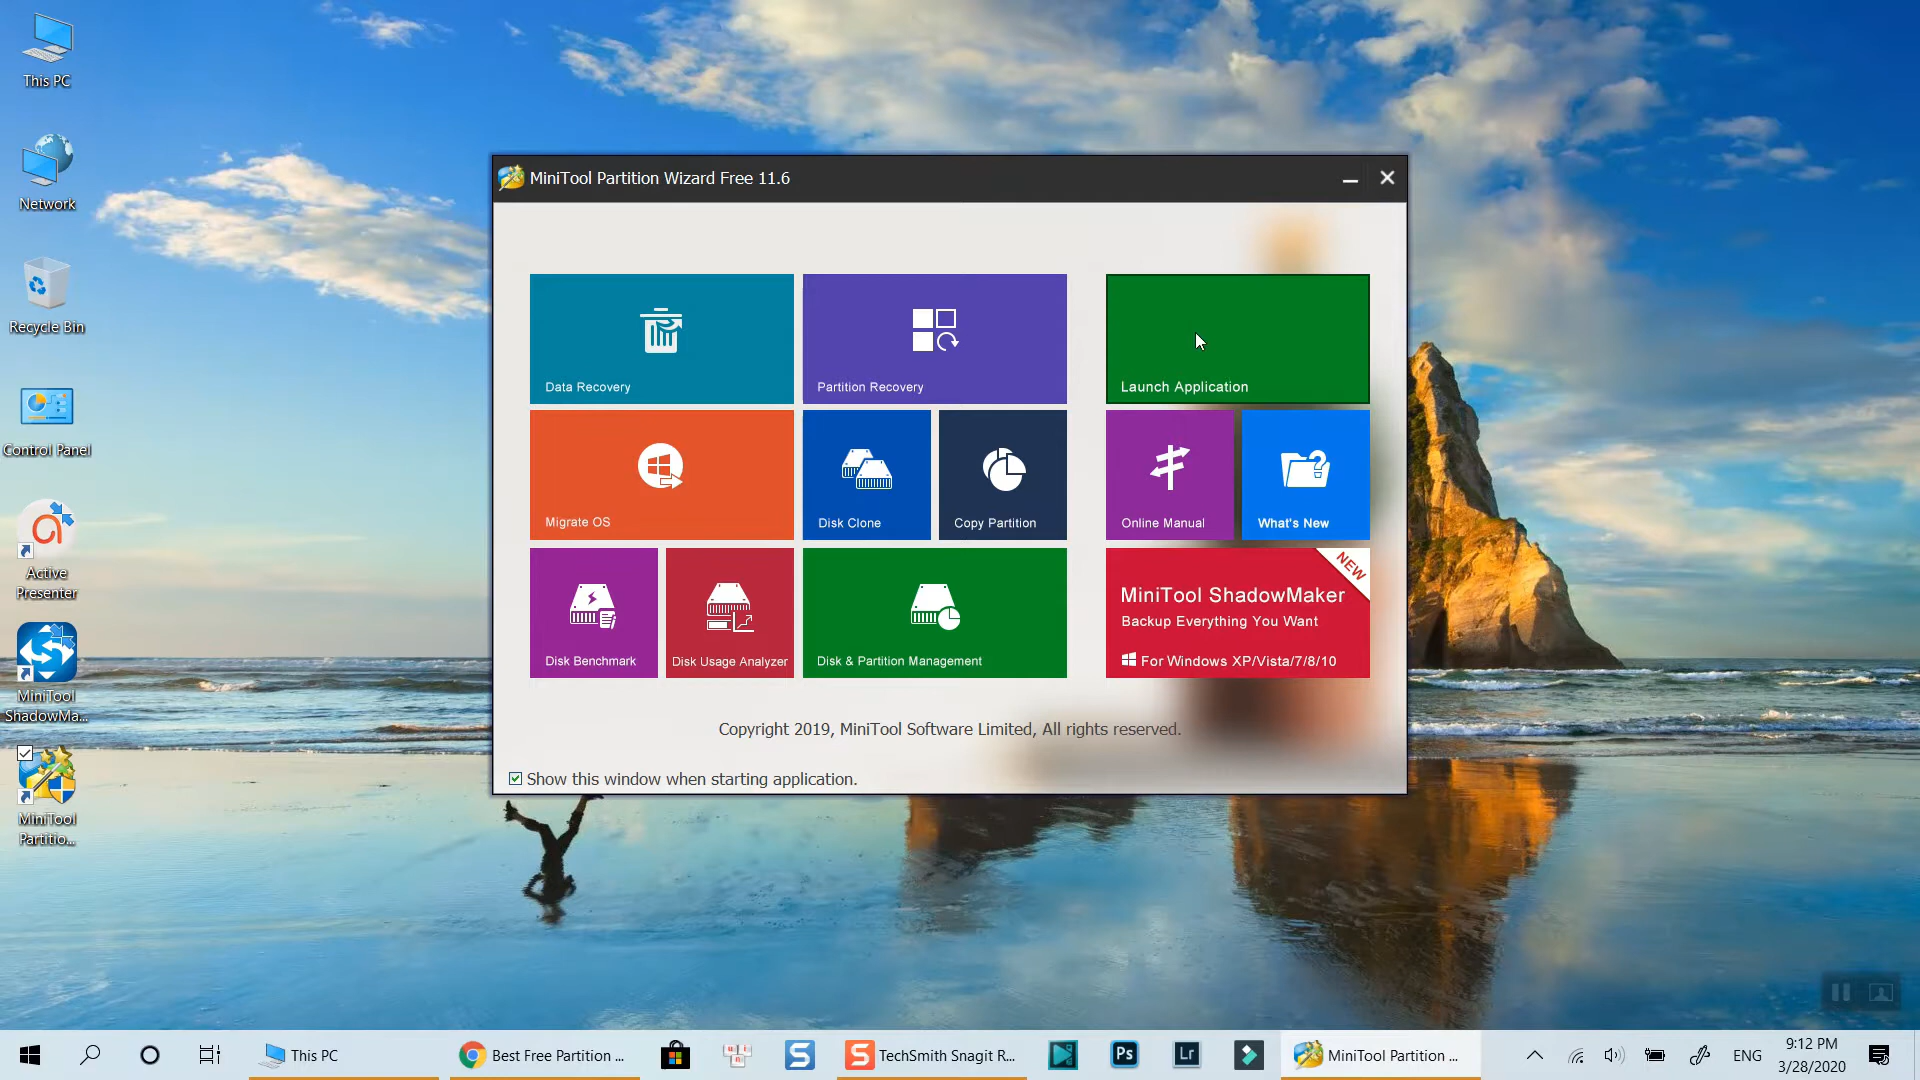 This PC
Network
Recycle Bin
Control Panel
Active
Presenter
MiniTool
ShadowMa...
MiniTool
Partitio...
MiniTool Partition Wizard Free 11.6
Data Recovery
Partition Recovery
Launch Application
Migrate OS
Disk Clone
Copy Partition
Online Manual
What's New
Disk Benchmark
Disk Usage Analyzer
Disk & Partition Management
NEW
MiniTool ShadowMaker
Backup Everything You Want
For Windows XP/Vista/7/8/10
Copyright 2019, MiniTool Software Limited, All rights reserved.
Show this window when starting application.
This PC
Best Free Partition ...
S
S
TechSmith Snagit R...
Ps
Lr
MiniTool Partition ...
ENG
9:12 PM
3/28/2020